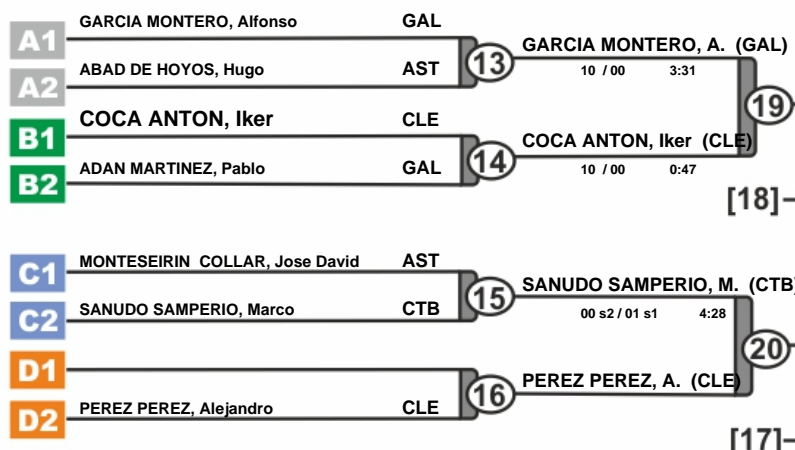 A1 GARCIA MONTERO, Alfonso GAL
A2 ABAD DE HOYOS, Hugo AST
13 GARCIA MONTERO, A. (GAL)
10 / 00 3:31
B1 COCA ANTON, Iker CLE
B2 ADAN MARTINEZ, Pablo GAL
14 COCA ANTON, Iker (CLE)
10 / 00 0:47
19
[18]
C1 MONTESEIRIN COLLAR, Jose David AST
C2 SANUDO SAMPERIO, Marco CTB
15 SANUDO SAMPERIO, M. (CTB)
00 s2 / 01 s1 4:28
D1
D2 PEREZ PEREZ, Alejandro CLE
16 PEREZ PEREZ, A. (CLE)
20
[17]